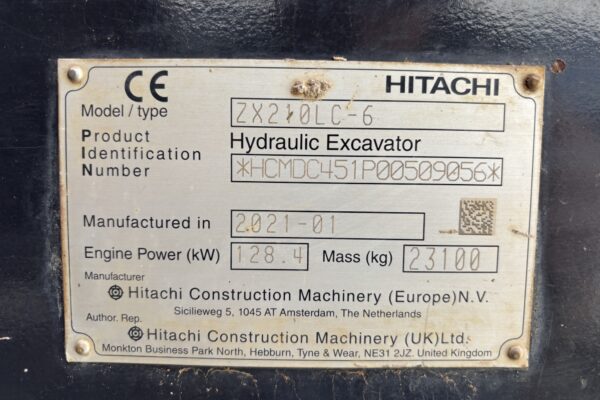 CE HITACHI
Model / type ZX210LC-6
Product Hydraulic Excavator
Identification
Number *HCMDC451P00509056*
Manufactured in 2021-01
Engine Power (kW) 128.4 Mass (kg) 23100
Manufacturer
Hitachi Construction Machinery (Europe)N.V.
Sicilieweg 5, 1045 AT Amsterdam, The Netherlands
Author. Rep.
Hitachi Construction Machinery (UK)Ltd.
Monkton Business Park North, Hebburn, Tyne & Wear, NE31 2JZ. United Kingdom